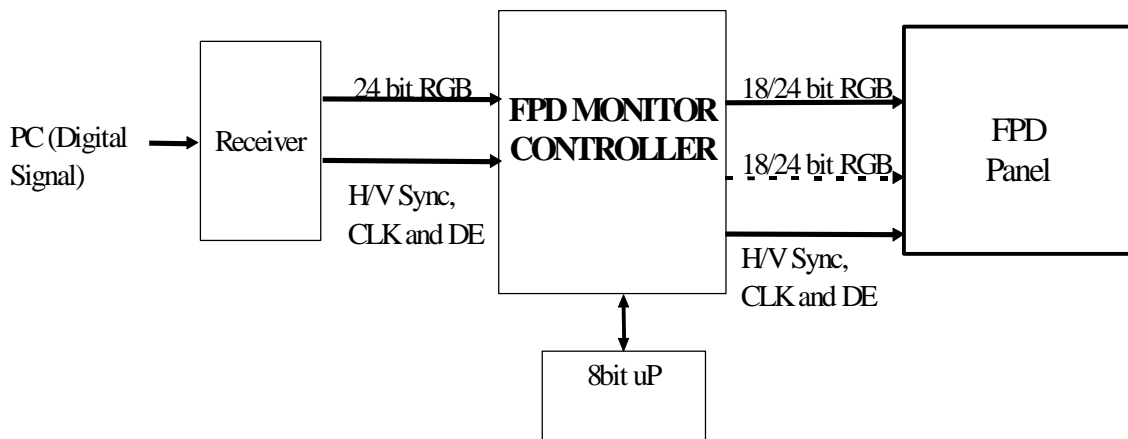 PC (Digital
Signal)
Receiver
24 bit RGB
H/V Sync,
CLK and DE
FPD MONITOR
CONTROLLER
18/24 bit RGB
18/24 bit RGB
H/V Sync,
CLK and DE
FPD
Panel
8bit uP